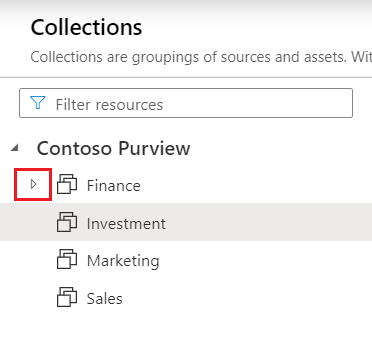 Collections
Collections are groupings of sources and assets. Wit
Filter resources
Contoso Purview
Finance
Investment
Marketing
Sales